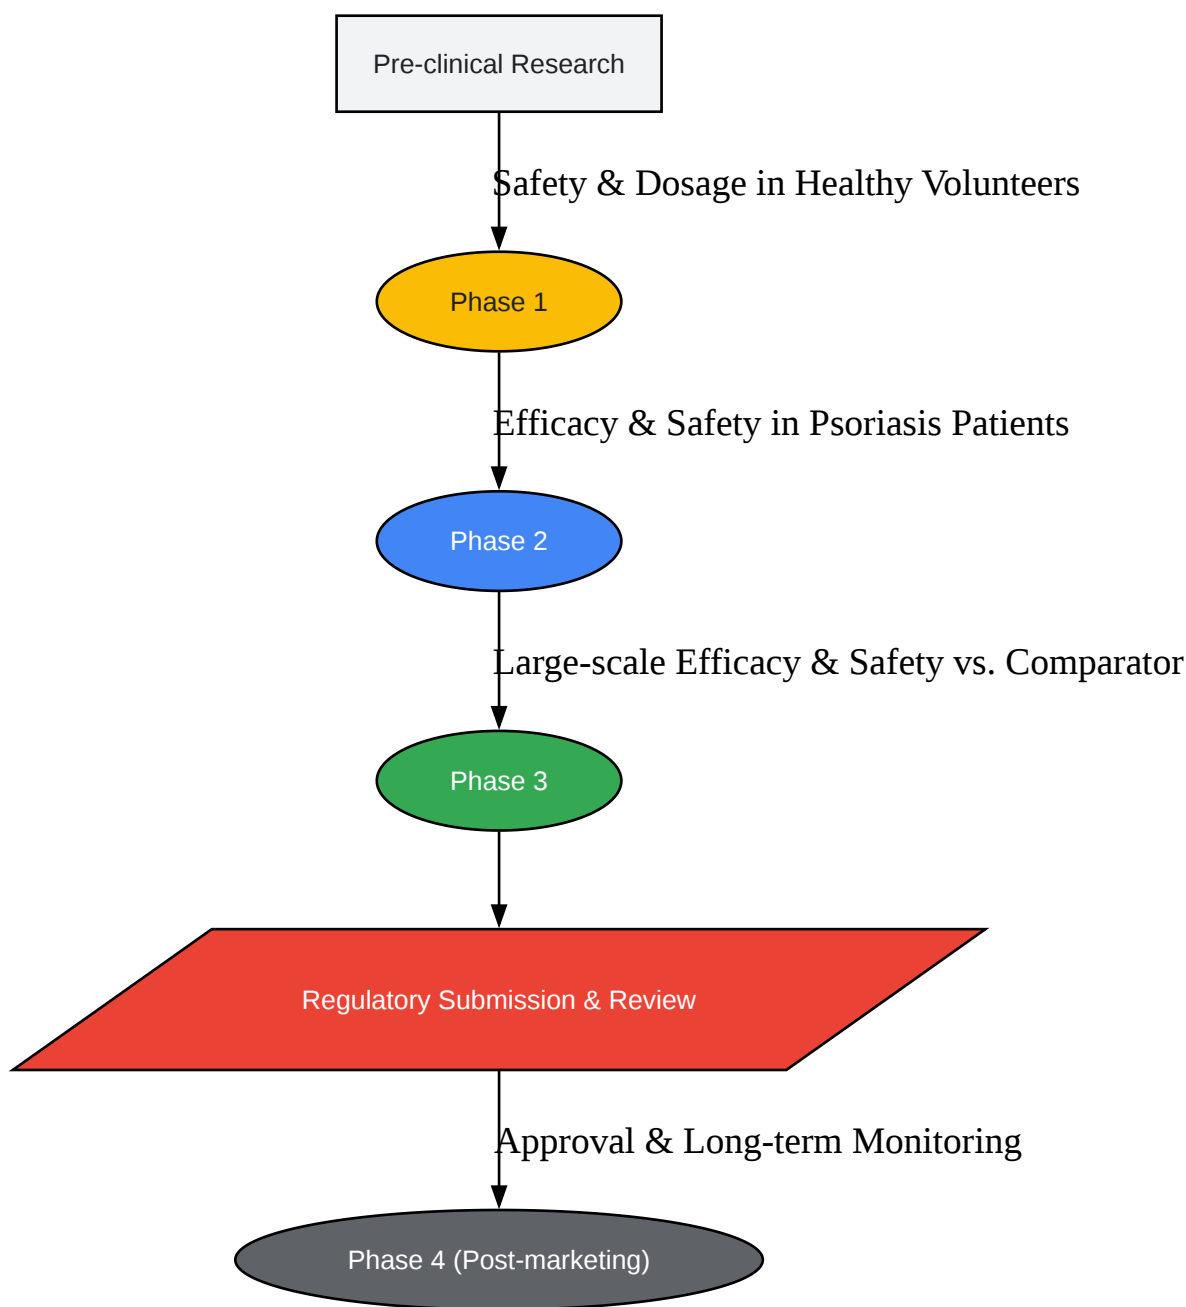 Pre-clinical Research
Safety & Dosage in Healthy Volunteers
Phase 1
Efficacy & Safety in Psoriasis Patients
Phase 2
Large-scale Efficacy & Safety vs. Comparator
Phase 3
Regulatory Submission & Review
Approval & Long-term Monitoring
Phase 4 (Post-marketing)